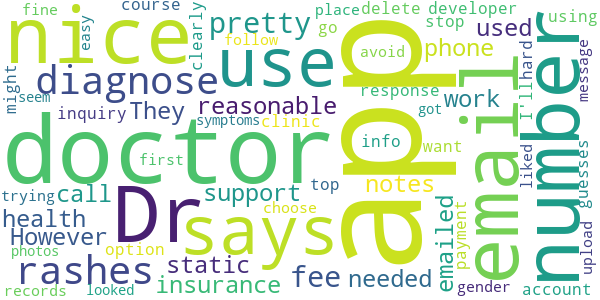 fine
course
place
delete
developer
easy
clearly
nice
pretty
go
stop
using
follow
avoid
phone
used
might
seem
diagnose
use
app
response
email
number
I'll
hard
message
inquiry
They
reasonable
work
symptoms
clinic
info
got
doctor
first
want
liked
guesses
trying
call
Dr
support
top
notes
health
However
says
choose
option
static
emailed
payment
upload
photos
rashes
insurance
fee
needed
gender
account
records
looked